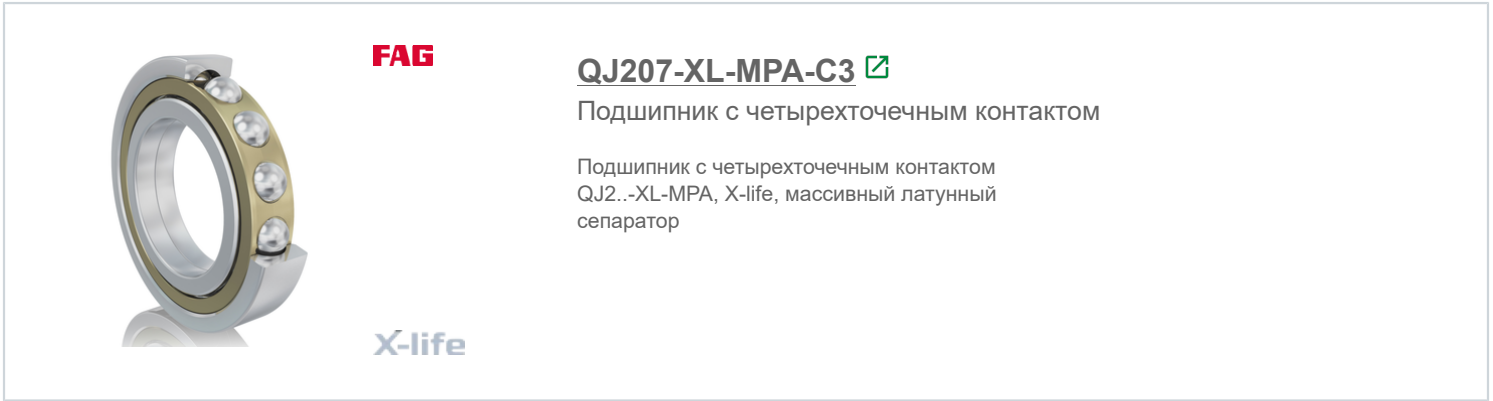 FAG
QJ207-XL-MPA-C3
Подшипник с четырехточечным контактом
Подшипник с четырехточечным контактом
QJ2..-XL-MPA, X-life, массивный латунный
сепаратор
X-life